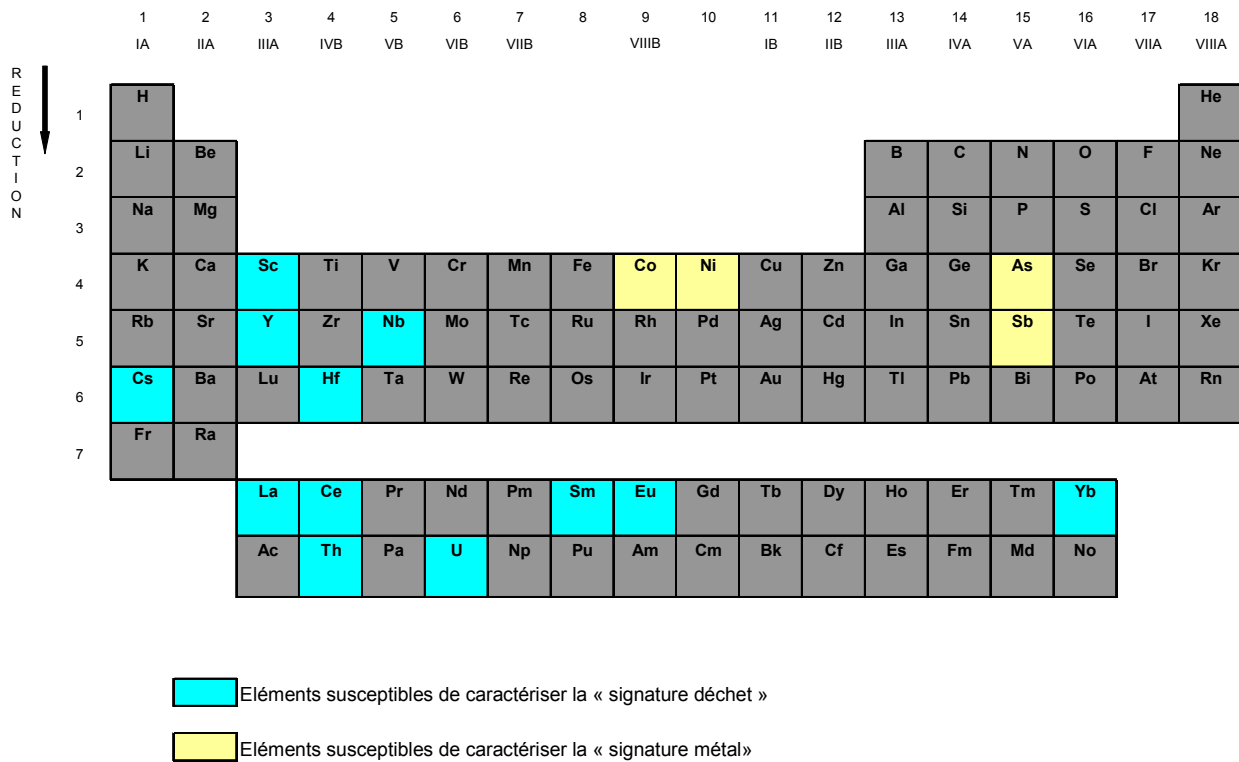 1 2 3 4 5 6 7 8 9 10 11 12 13 14 15 16 17 18
IA IIA IIIA IVB VB VIB VIIB VIIIB IB IIB IIIA IVA VA VIA VIIA VIIIA
REDUCTION
1 H He
2 Li Be B C N O F Ne
3 Na Mg Al Si P S Cl Ar
4 K Ca Sc Ti V Cr Mn Fe Co Ni Cu Zn Ga Ge As Se Br Kr
5 Rb Sr Y Zr Nb Mo Tc Ru Rh Pd Ag Cd In Sn Sb Te I Xe
6 Cs Ba Lu Hf Ta W Re Os Ir Pt Au Hg Tl Pb Bi Po At Rn
7 Fr Ra
La Ce Pr Nd Pm Sm Eu Gd Tb Dy Ho Er Tm Yb
Ac Th Pa U Np Pu Am Cm Bk Cf Es Fm Md No
Eléments susceptibles de caractériser la « signature déchet »
Eléments susceptibles de caractériser la « signature métal»